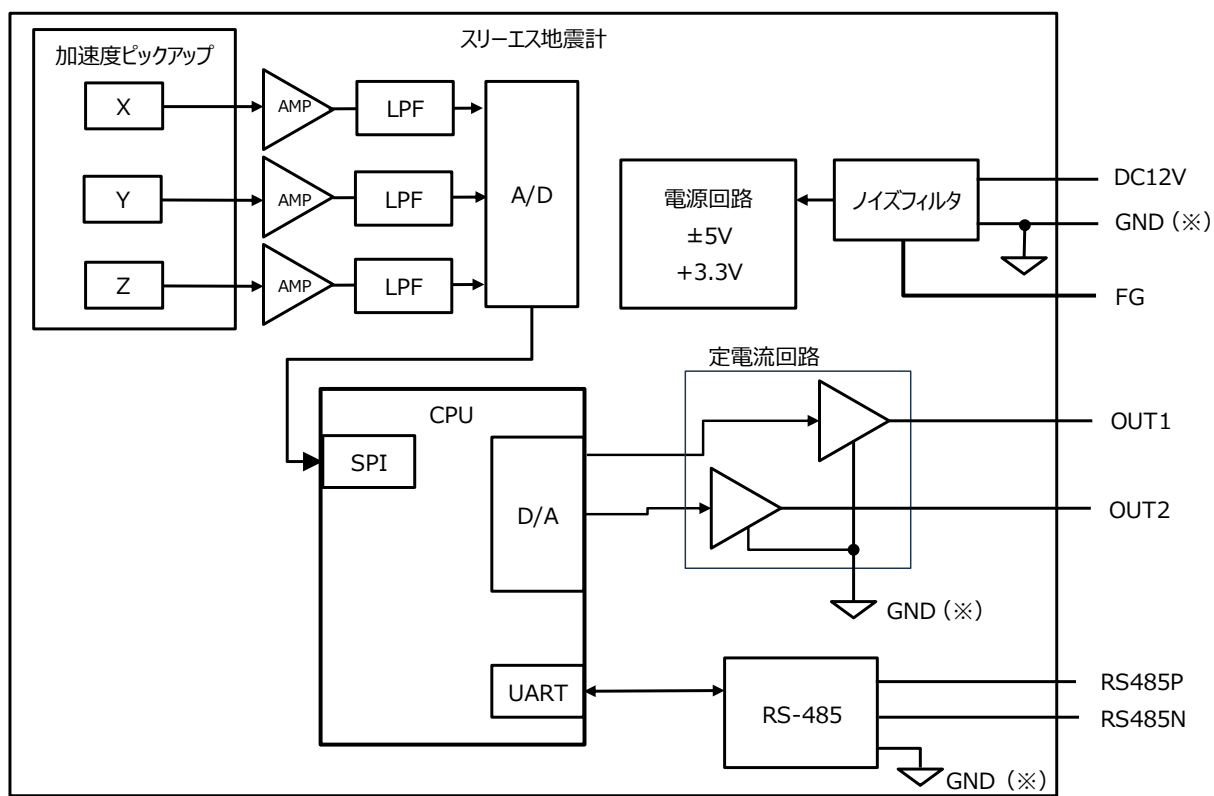 スリーエス地震計
加速度ピックアップ
X
AMP
LPF
Y
AMP
LPF
Z
AMP
LPF
A/D
電源回路
±5V
+3.3V
ノイズフィルタ
DC12V
GND（※）
FG
定電流回路
CPU
SPI
D/A
OUT1
OUT2
GND（※）
UART
RS-485
RS485P
RS485N
GND（※）